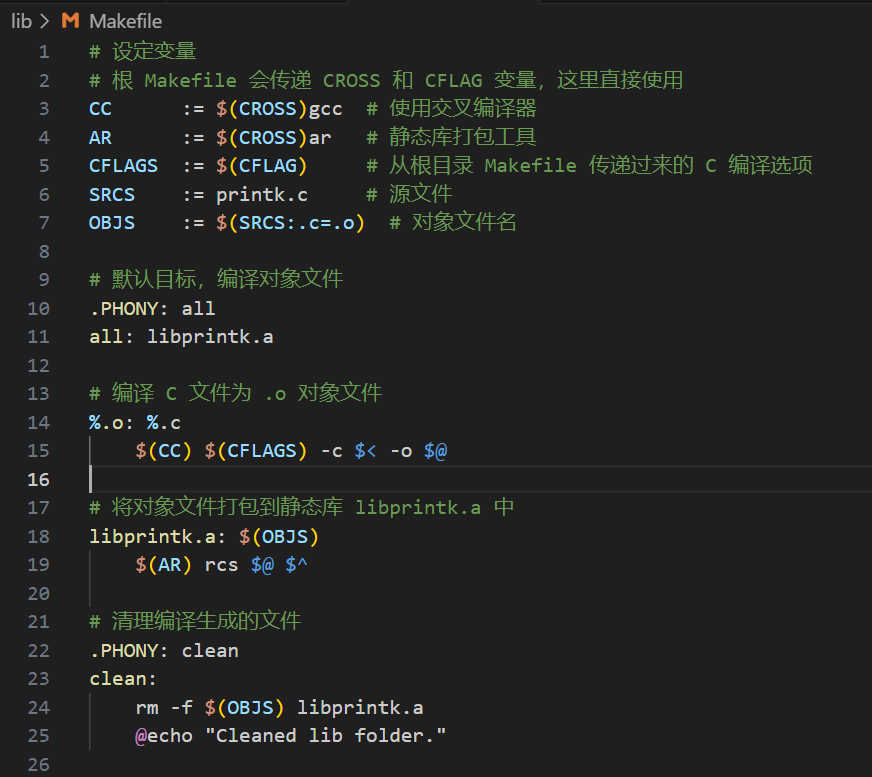 lib > M Makefile
1 # 设定变量
2 # 根 Makefile 会传递 CROSS 和 CFLAG 变量，这里直接使用
3 CC      := $(CROSS)gcc  # 使用交叉编译器
4 AR      := $(CROSS)ar   # 静态库打包工具
5 CFLAGS  := $(CFLAG)     # 从根目录 Makefile 传递过来的 C 编译选项
6 SRCS    := printk.c     # 源文件
7 OBJS    := $(SRCS:.c=.o)  # 对象文件名
8
9 # 默认目标，编译对象文件
10 .PHONY: all
11 all: libprintk.a
12
13 # 编译 C 文件为 .o 对象文件
14 %.o: %.c
15     $(CC) $(CFLAGS) -c $< -o $@
16
17 # 将对象文件打包到静态库 libprintk.a 中
18 libprintk.a: $(OBJS)
19     $(AR) rcs $@ $^
20
21 # 清理编译生成的文件
22 .PHONY: clean
23 clean:
24     rm -f $(OBJS) libprintk.a
25     @echo "Cleaned lib folder."
26